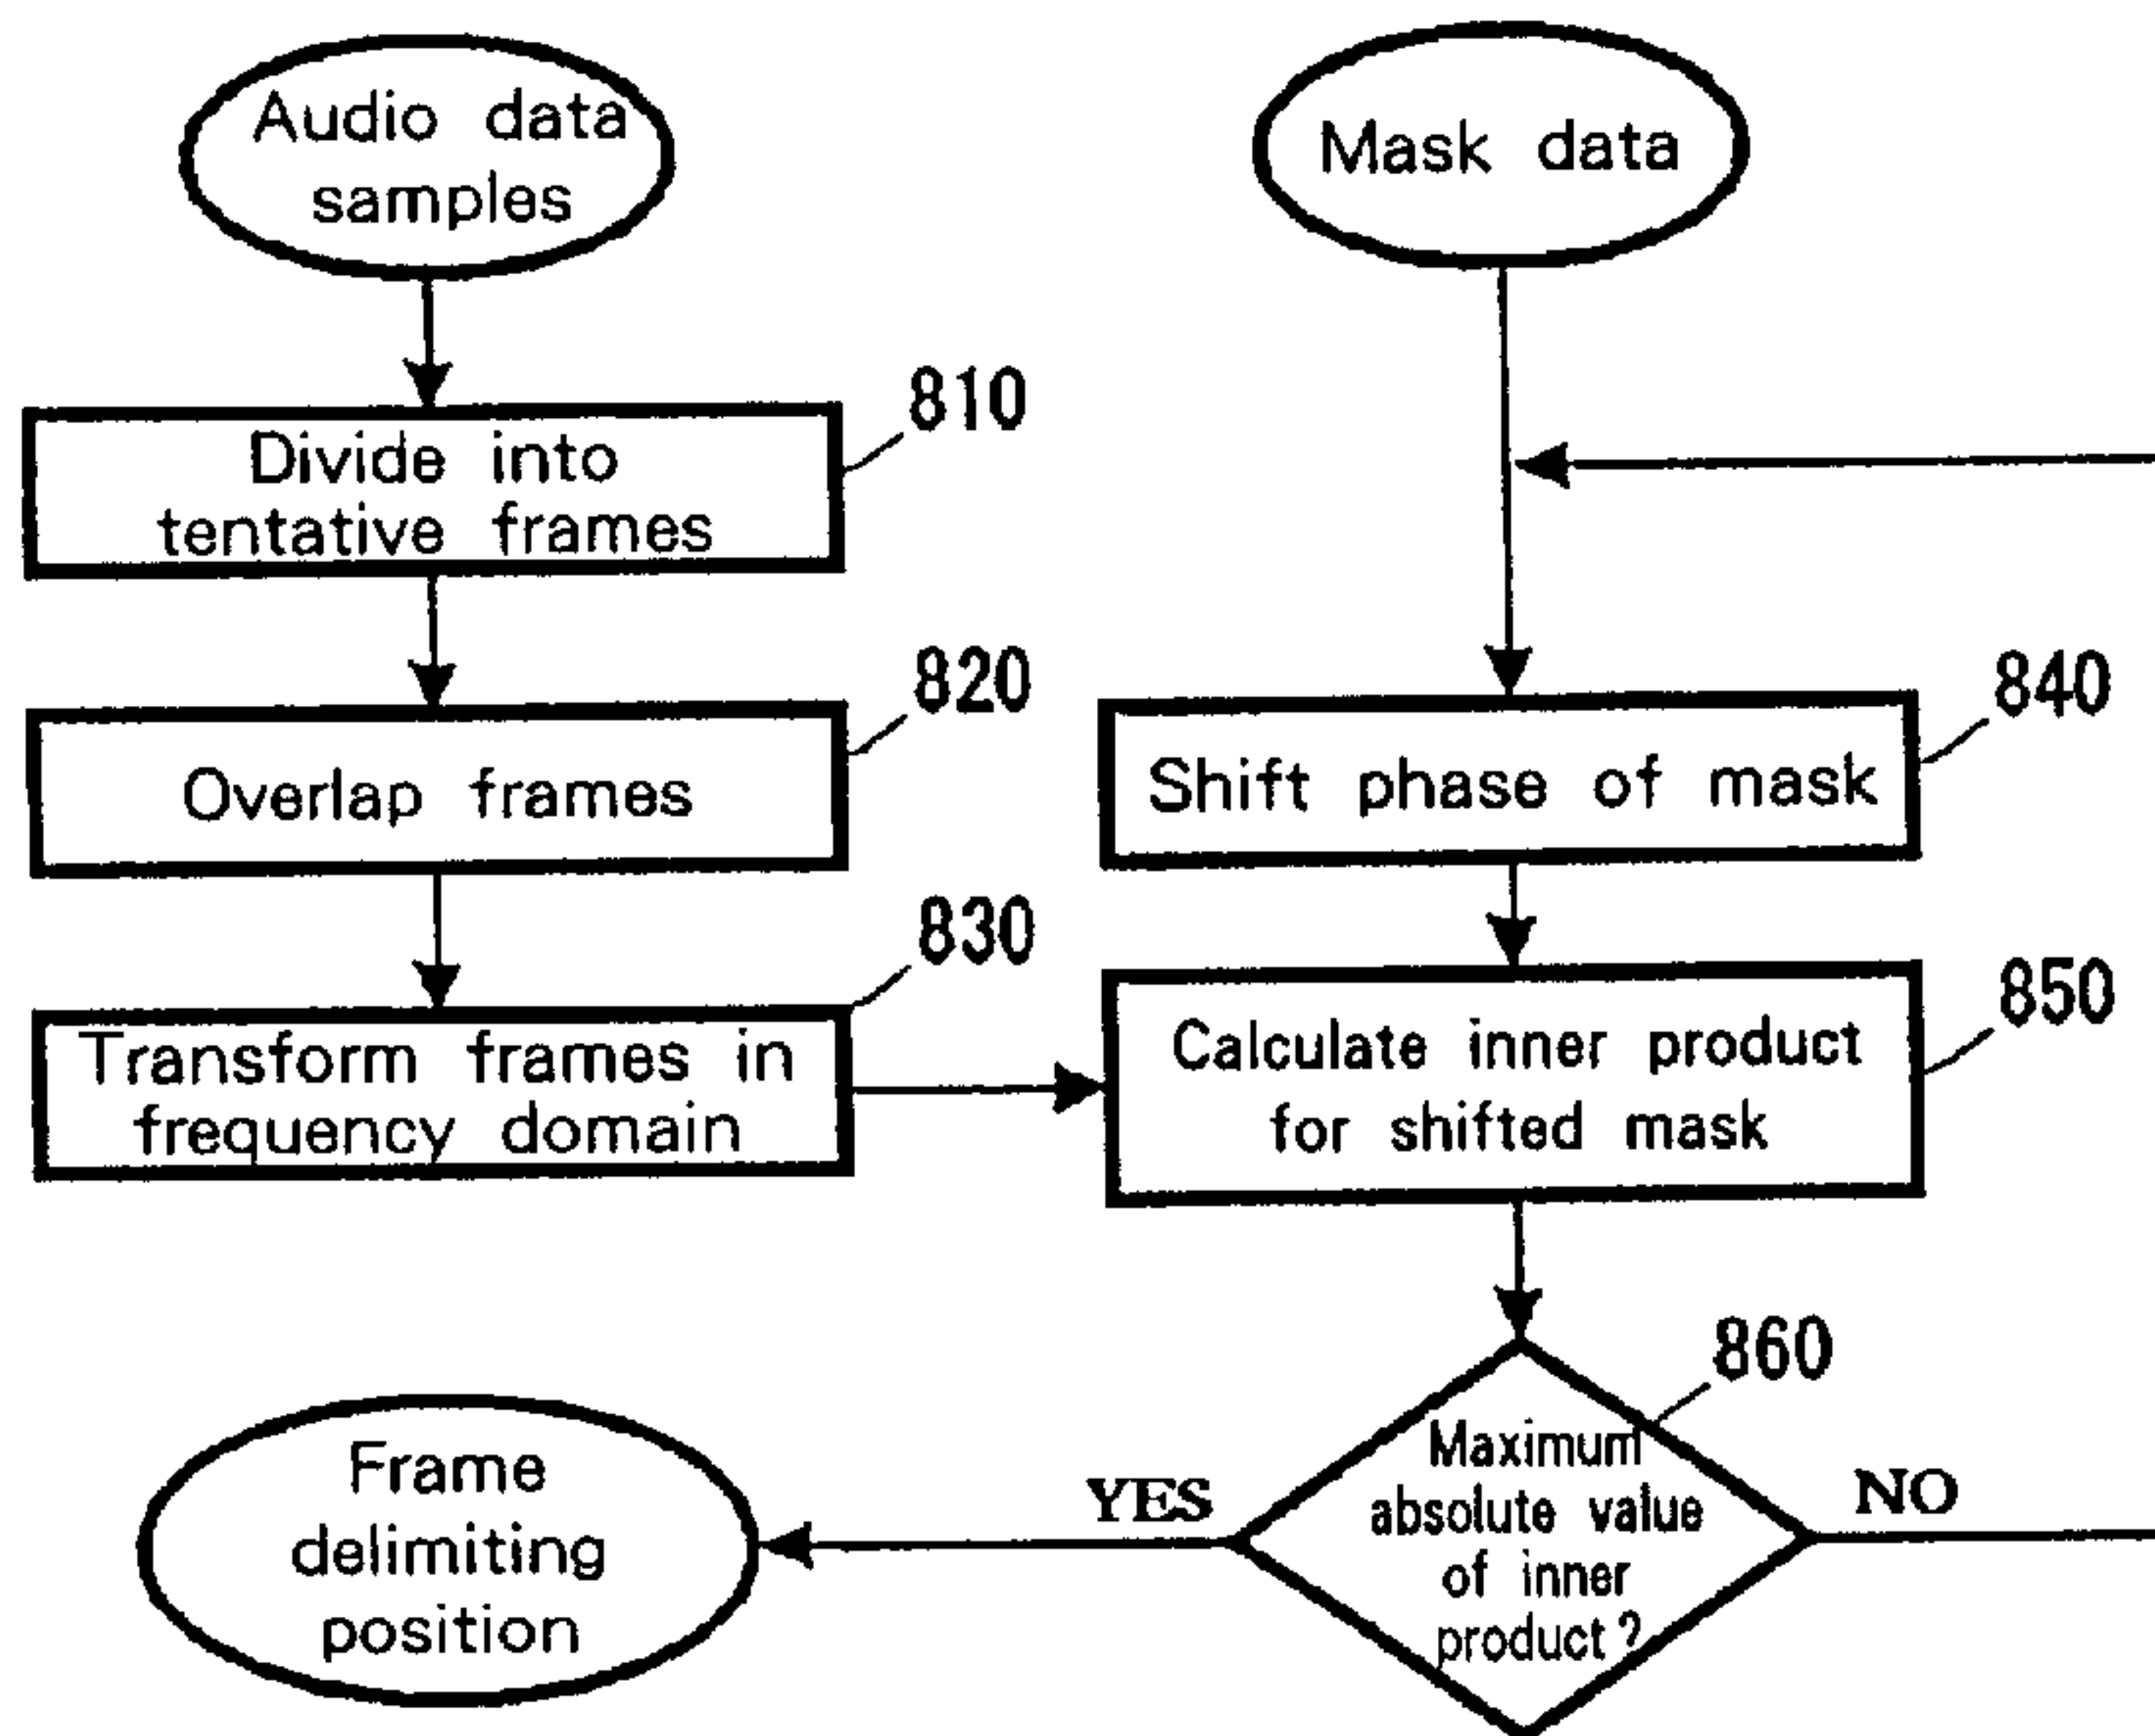 Audio data
samples
Mask data
810
Divide into
tentative frames
820
Overlap frames
830
Transform frames in
frequency domain
840
Shift phase of mask
850
Calculate inner product
for shifted mask
860
Maximum
absolute value
of inner
product?
YES
NO
Frame
delimiting
position